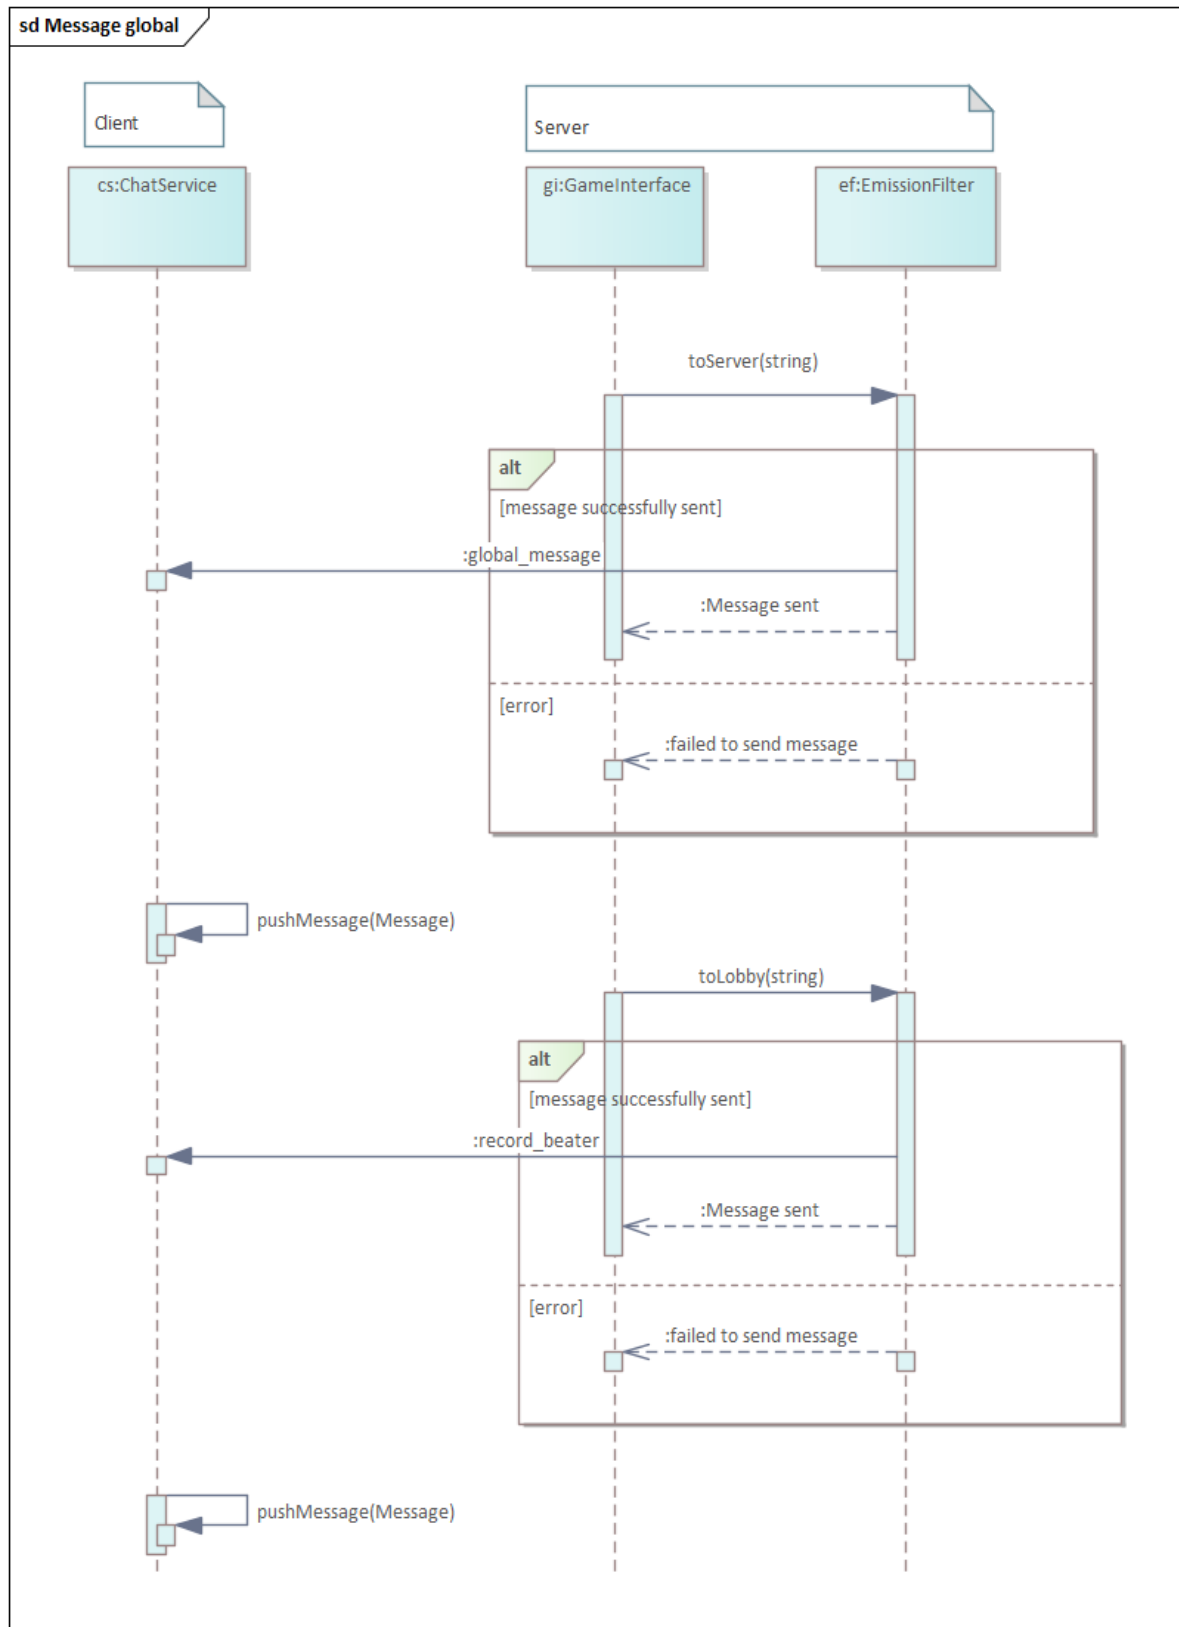 sd Message global
Client
Server
cs:ChatService
gi:GameInterface
ef:EmissionFilter
toServer(string)
alt
[message successfully sent]
:global_message
:Message sent
[error]
:failed to send message
pushMessage(Message)
toLobby(string)
alt
[message successfully sent]
:record_beater
:Message sent
[error]
:failed to send message
pushMessage(Message)